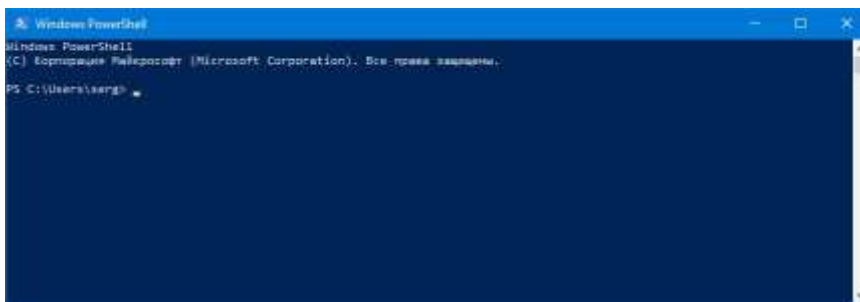 Windows PowerShell
Windows PowerShell
(C) Корпорация Майкрософт (Microsoft Corporation). Все права защищены.
PS C:\Users\serg>